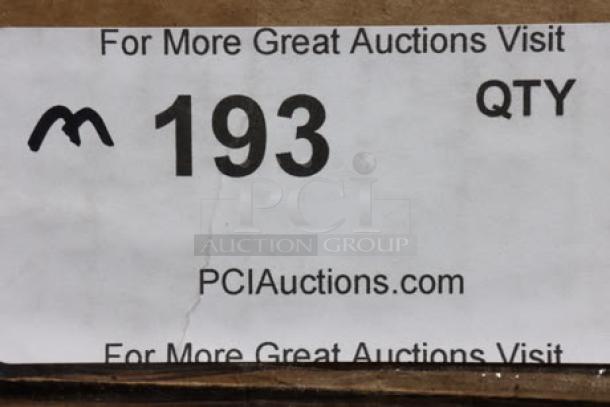 For More Great Auctions Visit
m 193 QTY
PCI
AUCTION GROUP
PCIAuctions.com
For More Great Auctions Visit